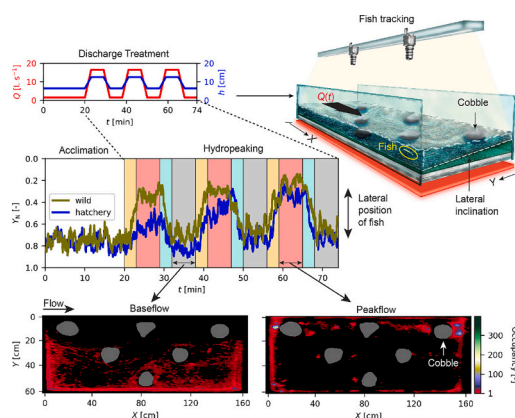 Discharge Treatment
Fish tracking
Q [L s⁻¹]
20
10
0
20
10
0
h [cm]
0 20 40 60 74
t [min]
Q(t)
Cobble
Fish
X
Y
Lateral
inclination
Acclimation
Hydropeaking
Y_N [-]
0.0
0.2
0.4
0.6
0.8
1.0
wild
hatchery
0 10 20 30 40 50 60 70
t [min]
Lateral
position
of fish
Flow
Baseflow
Peakflow
Y [cm]
0
20
40
60
0 40 80 120 160
X [cm]
0 40 80 120 160
X [cm]
Cobble
300
200
100
1
Occupency [-]